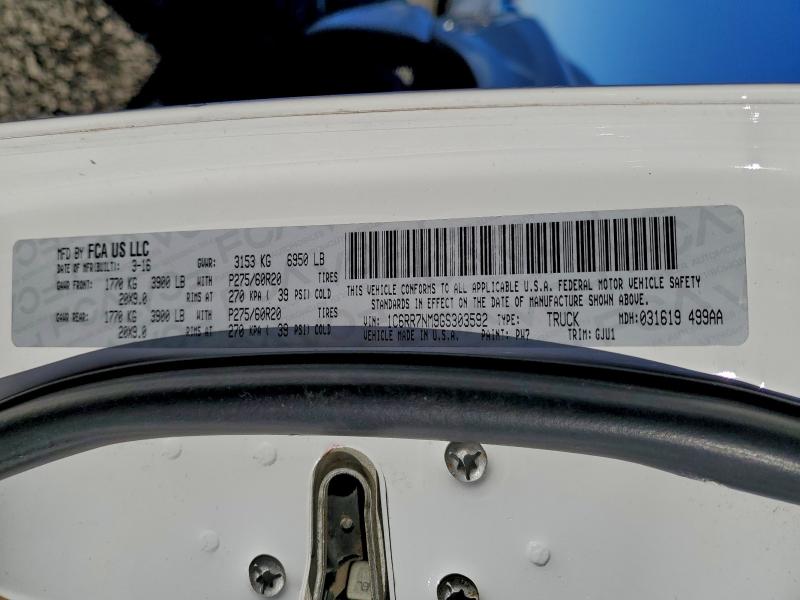 MFD BY FCA US LLC
DATE OF MFR(BUILT): 3-16
GVWR: 3153 KG 6950 LB
GAWR FRONT: 1770 KG 3900 LB WITH P275/60R20 TIRES
20X9.0 RIMS AT 270 KPA ( 39 PSI) COLD
GAWR REAR: 1770 KG 3900 LB WITH P275/60R20 TIRES
20X9.0 RIMS AT 270 KPA ( 39 PSI) COLD
THIS VEHICLE CONFORMS TO ALL APPLICABLE U.S.A. FEDERAL MOTOR VEHICLE SAFETY
STANDARDS IN EFFECT ON THE DATE OF MANUFACTURE SHOWN ABOVE.
VIN: 1C6RR7NM9GS303592 TYPE: TRUCK MDH: 031619 499AA
VEHICLE MADE IN U.S.A. PAINT: PW7 TRIM: GJU1